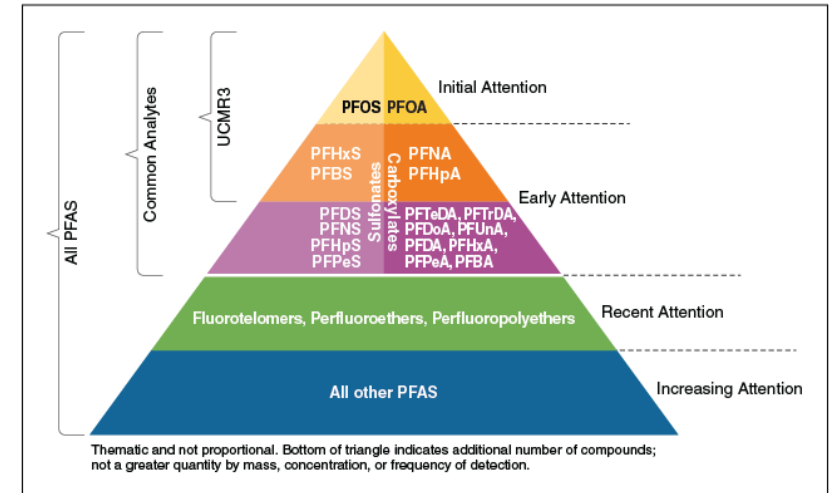 All PFAS
Common Analytes
UCMR3
PFOS PFOA
Initial Attention
PFHxS
PFBS
Sulfonates
Carboxylates
PFNA
PFHpA
Early Attention
PFDS
PFNS
PFHpS
PFPeS
PFTeDA, PFTrDA,
PFDoA, PFUnA,
PFDA, PFHxA,
PFPeA, PFBA
Fluorotelomers, Perfluoroethers, Perfluoropolyethers
Recent Attention
All other PFAS
Increasing Attention
Thematic and not proportional. Bottom of triangle indicates additional number of compounds;
not a greater quantity by mass, concentration, or frequency of detection.